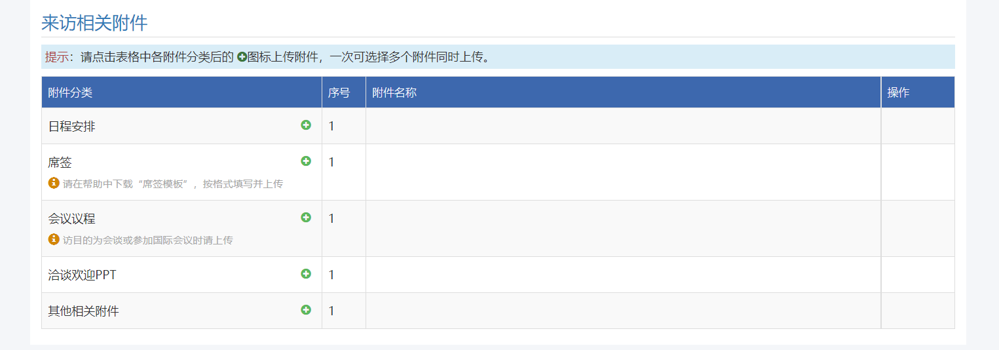 来访相关附件
提示：请点击表格中各附件分类后的 图标上传附件，一次可选择多个附件同时上传。
附件分类 序号 附件名称 操作
日程安排 1
席签 1
请在帮助中下载“席签模板”，按格式填写并上传
会议议程 1
访目的为会谈或参加国际会议时请上传
洽谈欢迎PPT 1
其他相关附件 1